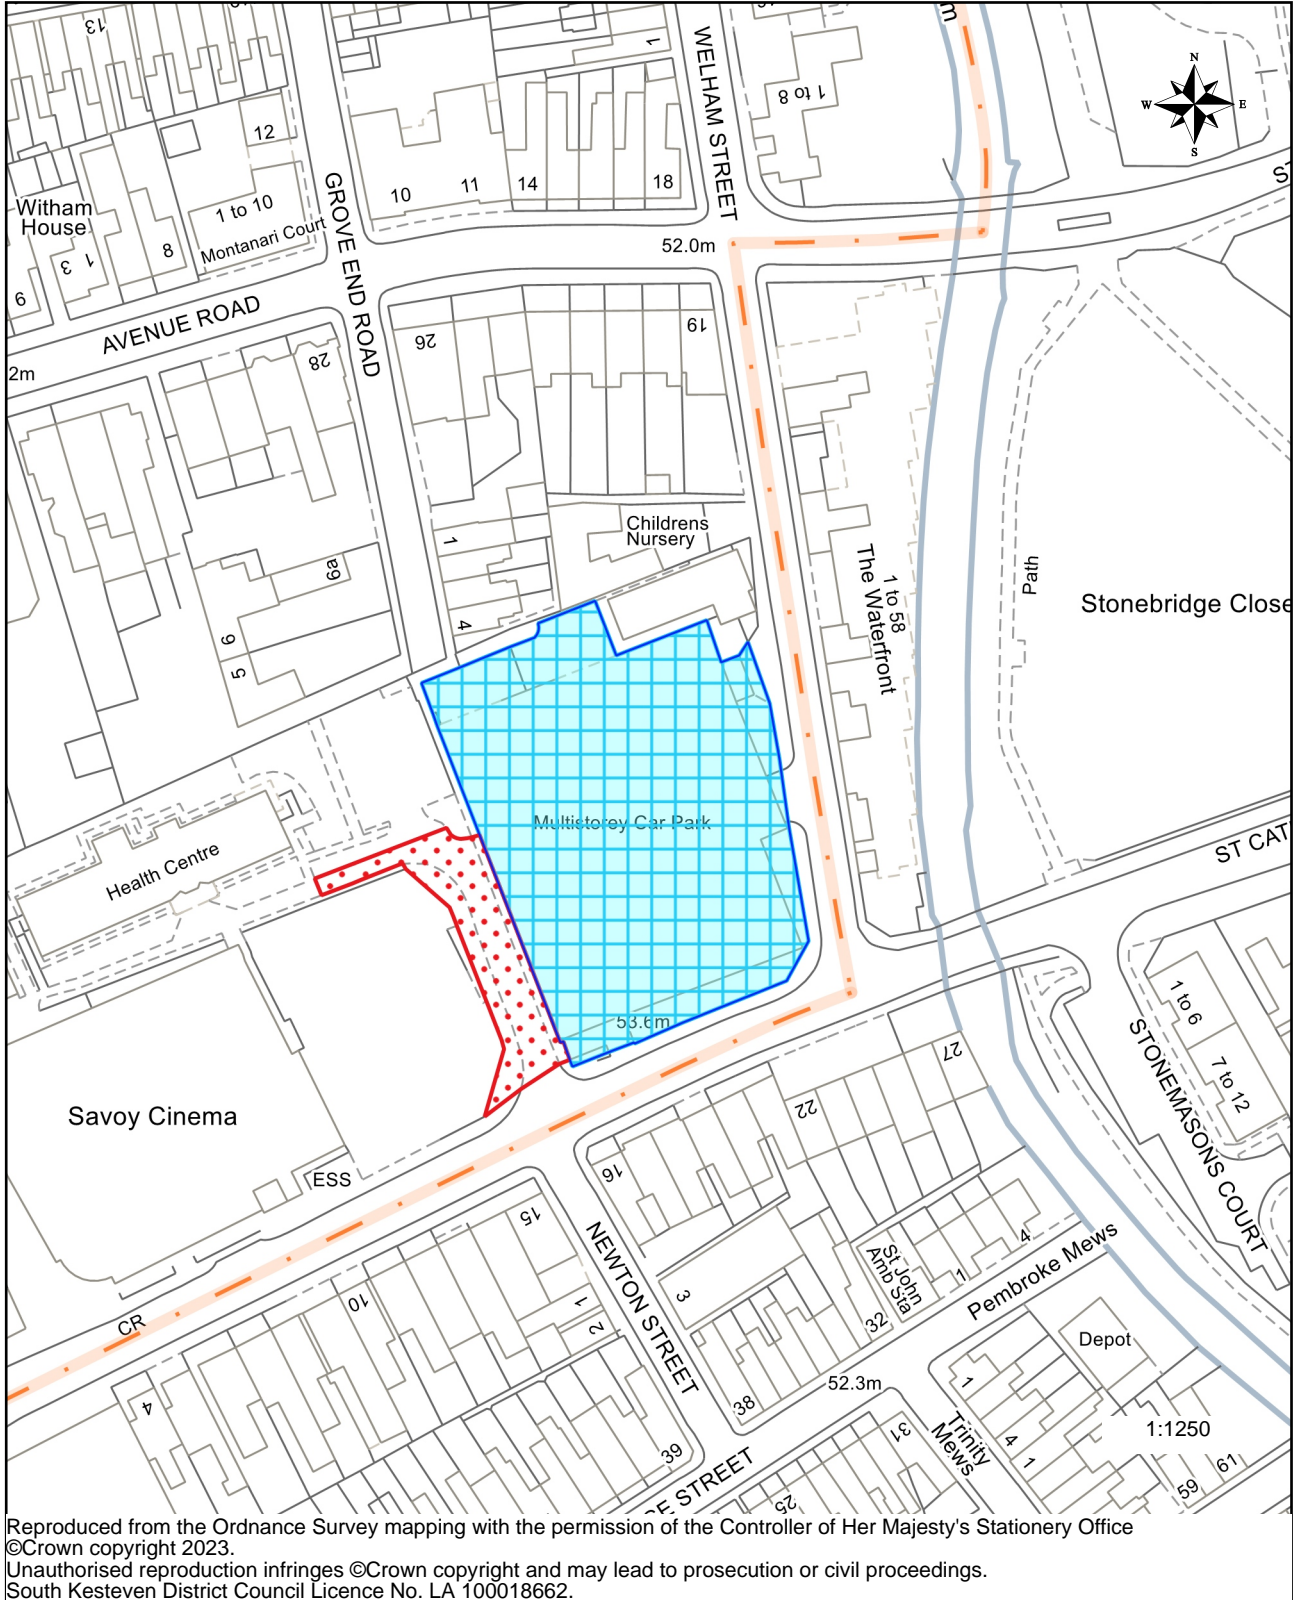 13
1
WELHAM STREET
1 to 8
m
N
W
E
S
12
10
11
14
18
Witham
House
1 to 10
Montanari Court
GROVE END ROAD
8
1
3
6
52.0m
AVENUE ROAD
2m
28
26
19
Childrens
Nursery
1
6a
4
6
5
1 to 58
The Waterfront
Path
Stonebridge Close
Multistorey Car Park
Health Centre
ST CAT
53.6m
1 to 6
7 to 12
STONEMASONS COURT
Savoy Cinema
ESS
27
22
16
15
NEWTON STREET
St John
Amb Sta
4
1
Pembroke Mews
3
32
10
1
2
CR
Depot
4
38
52.3m
1
Trinity
Mews
4
1
1:1250
31
39
25
CE STREET
59
61
Reproduced from the Ordnance Survey mapping with the permission of the Controller of Her Majesty's Stationery Office
©Crown copyright 2023.
Unauthorised reproduction infringes ©Crown copyright and may lead to prosecution or civil proceedings.
South Kesteven District Council Licence No. LA 100018662.